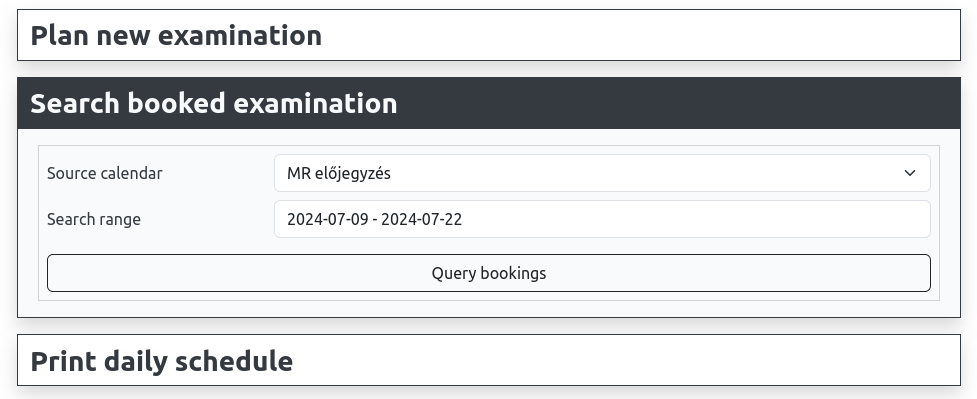 Plan new examination
Search booked examination
Source calendar MR előjegyzés
Search range 2024-07-09 - 2024-07-22
Query bookings
Print daily schedule